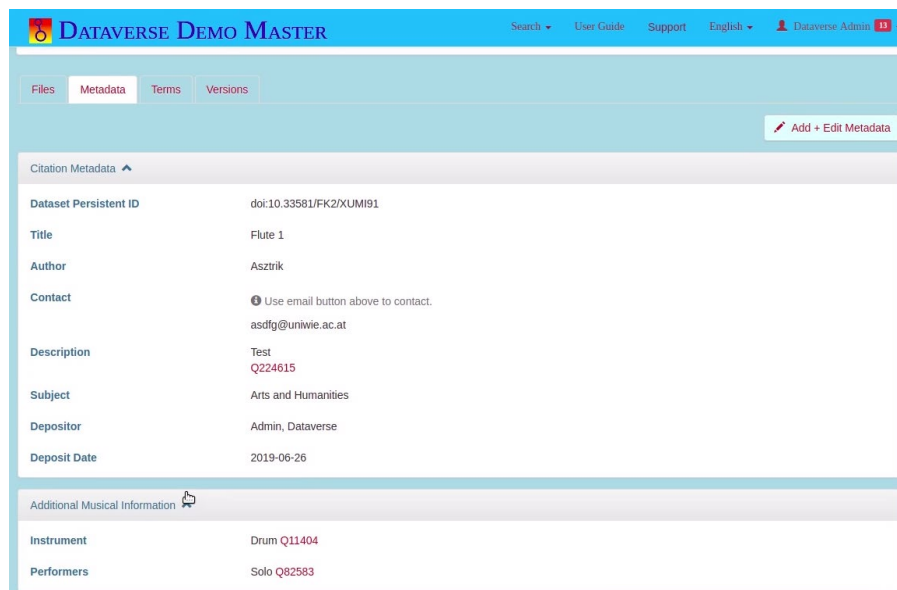 Dataverse Demo Master
Search User Guide Support English Dataverse Admin 13
Files Metadata Terms Versions
Add + Edit Metadata
Citation Metadata
Dataset Persistent ID doi:10.33581/FK2/XUMI91
Title Flute 1
Author Asztrik
Contact Use email button above to contact.
asdfg@uniwie.ac.at
Description Test
Q224615
Subject Arts and Humanities
Depositor Admin, Dataverse
Deposit Date 2019-06-26
Additional Musical Information
Instrument Drum Q11404
Performers Solo Q82583